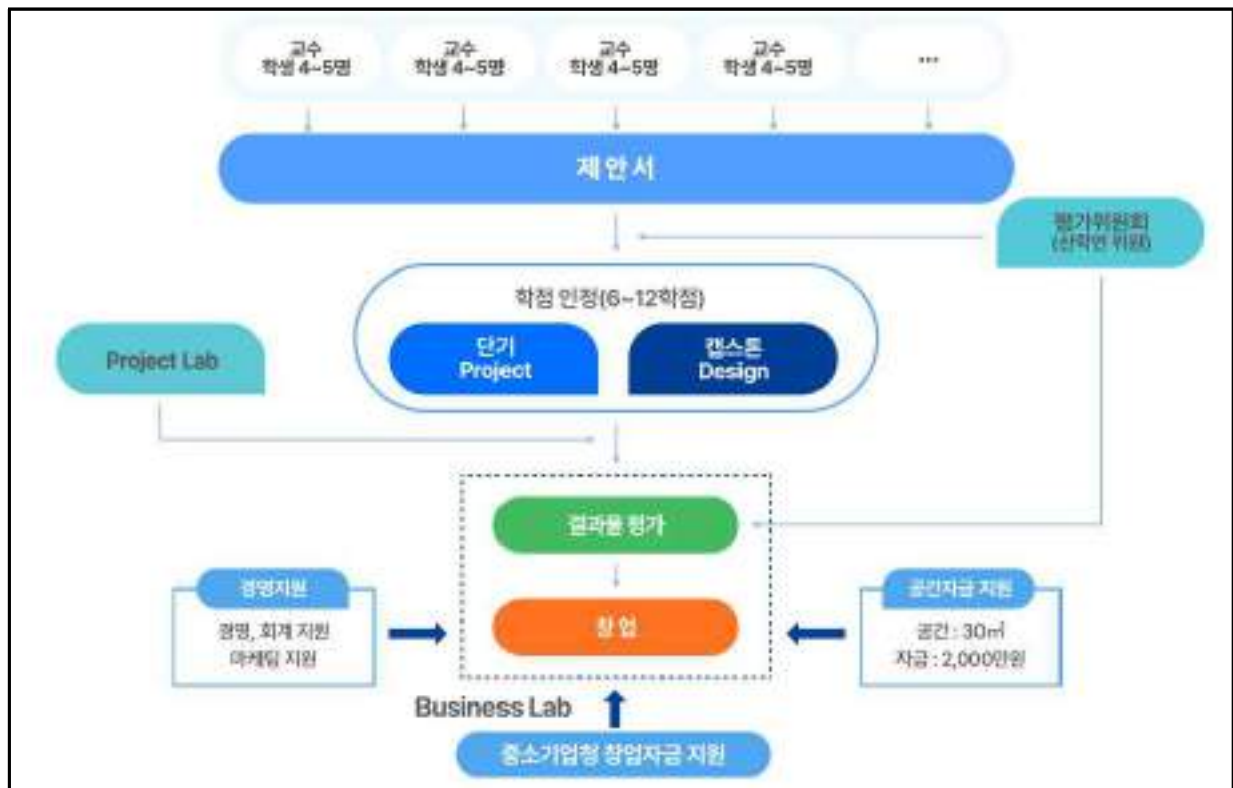 교수
학생 4~5명
교수
학생 4~5명
교수
학생 4~5명
교수
학생 4~5명
...
제안서
평가위원회
(산학연 위원)
학점 인정(6~12학점)
단기
Project
캡스톤
Design
Project Lab
결과물 평가
경영지원
경영, 회계 지원
마케팅 지원
창업
공간자금 지원
공간 : 30㎡
자금 : 2,000만원
Business Lab
중소기업청 창업자금 지원